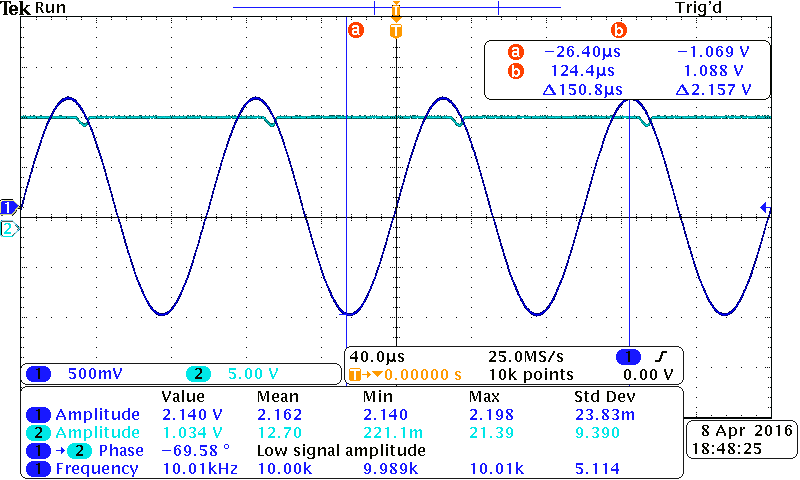 Tek Run Trig'd
T
a T b
a −26.40µs −1.069 V
b 124.4µs 1.088 V
Δ150.8µs Δ2.157 V
1
2
1 500mV 2 5.00 V
40.0µs 25.0MS/s 1
T→▼0.00000 s 10k points 0.00 V
Value Mean Min Max Std Dev
1 Amplitude 2.140 V 2.162 2.140 2.198 23.83m
2 Amplitude 1.034 V 12.70 221.1m 21.39 9.390
1 → 2 Phase −69.58 ° Low signal amplitude
1 Frequency 10.01kHz 10.00k 9.989k 10.01k 5.114
8 Apr 2016
18:48:25